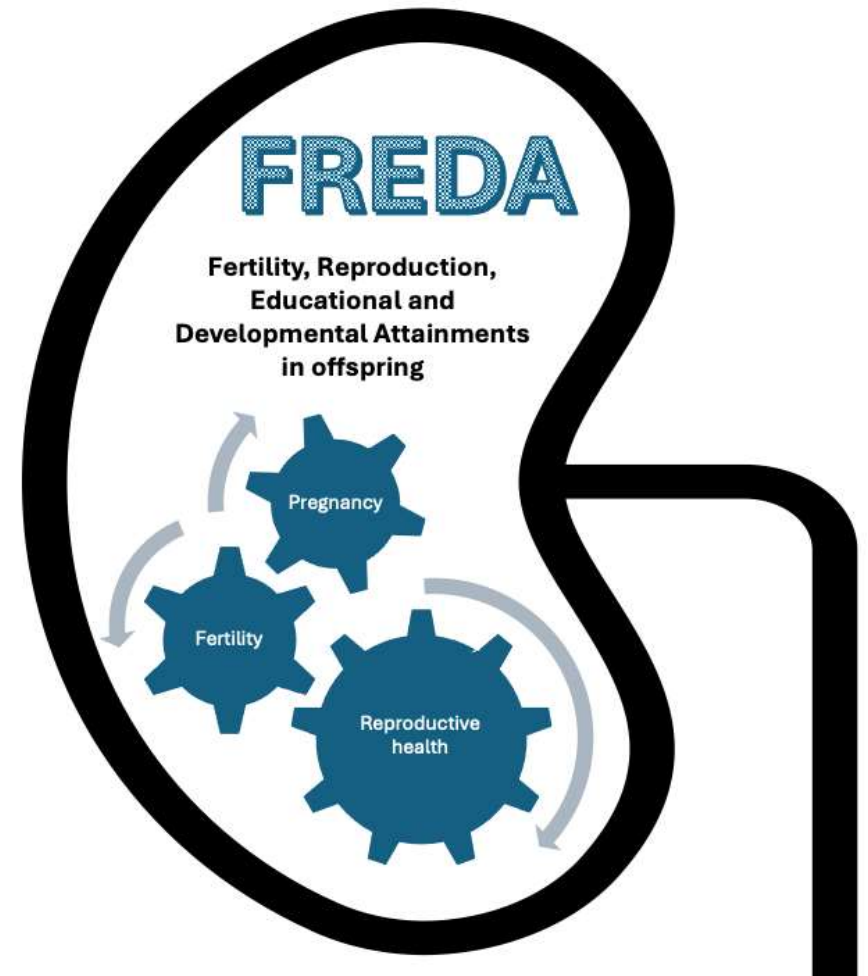 FREDA
Fertility, Reproduction,
Educational and
Developmental Attainments
in offspring
Pregnancy
Fertility
Reproductive
health